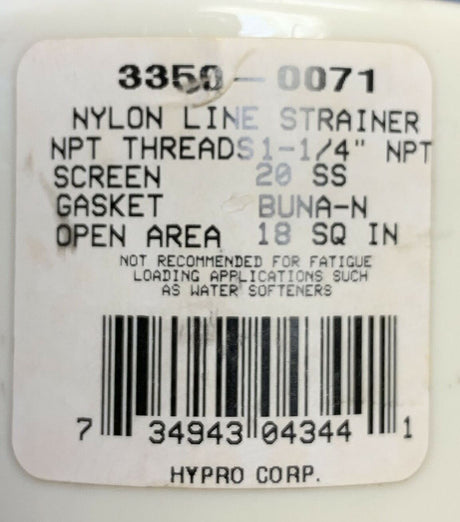 3350-0071
NYLON LINE STRAINER
NPT THREADS 1-1/4" NPT
SCREEN 20 SS
GASKET BUNA-N
OPEN AREA 18 SQ IN
NOT RECOMMENDED FOR FATIGUE
LOADING APPLICATIONS SUCH
AS WATER SOFTENERS
7 34943 04344 1
HYPRO CORP.